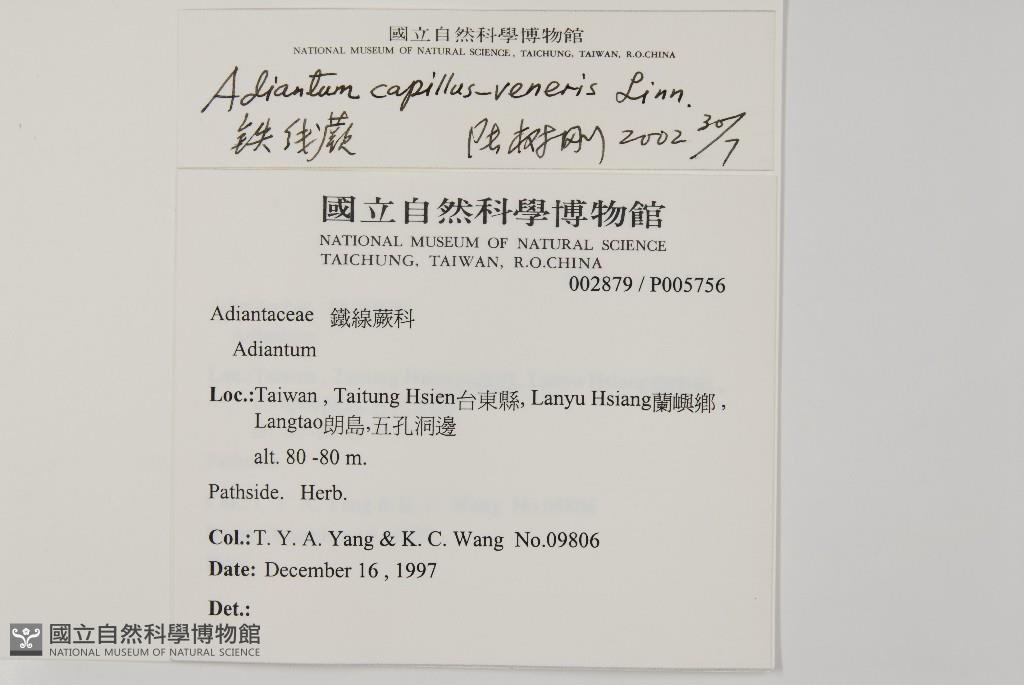 國立自然科學博物館
NATIONAL MUSEUM OF NATURAL SCIENCE, TAICHUNG, TAIWAN, R.O.CHINA
Adiantum capillus-veneris Linn.
铁线蕨 陆树刚 2002 30/7
國立自然科學博物館
NATIONAL MUSEUM OF NATURAL SCIENCE
TAICHUNG, TAIWAN, R.O.CHINA
002879 / P005756
Adiantaceae 鐵線蕨科
Adiantum
Loc.:Taiwan , Taitung Hsien台東縣, Lanyu Hsiang蘭嶼鄉 ,
Langtao朗島,五孔洞邊
alt. 80 -80 m.
Pathside. Herb.
Col.:T. Y. A. Yang & K. C. Wang No.09806
Date: December 16 , 1997
Det.:
國立自然科學博物館
NATIONAL MUSEUM OF NATURAL SCIENCE